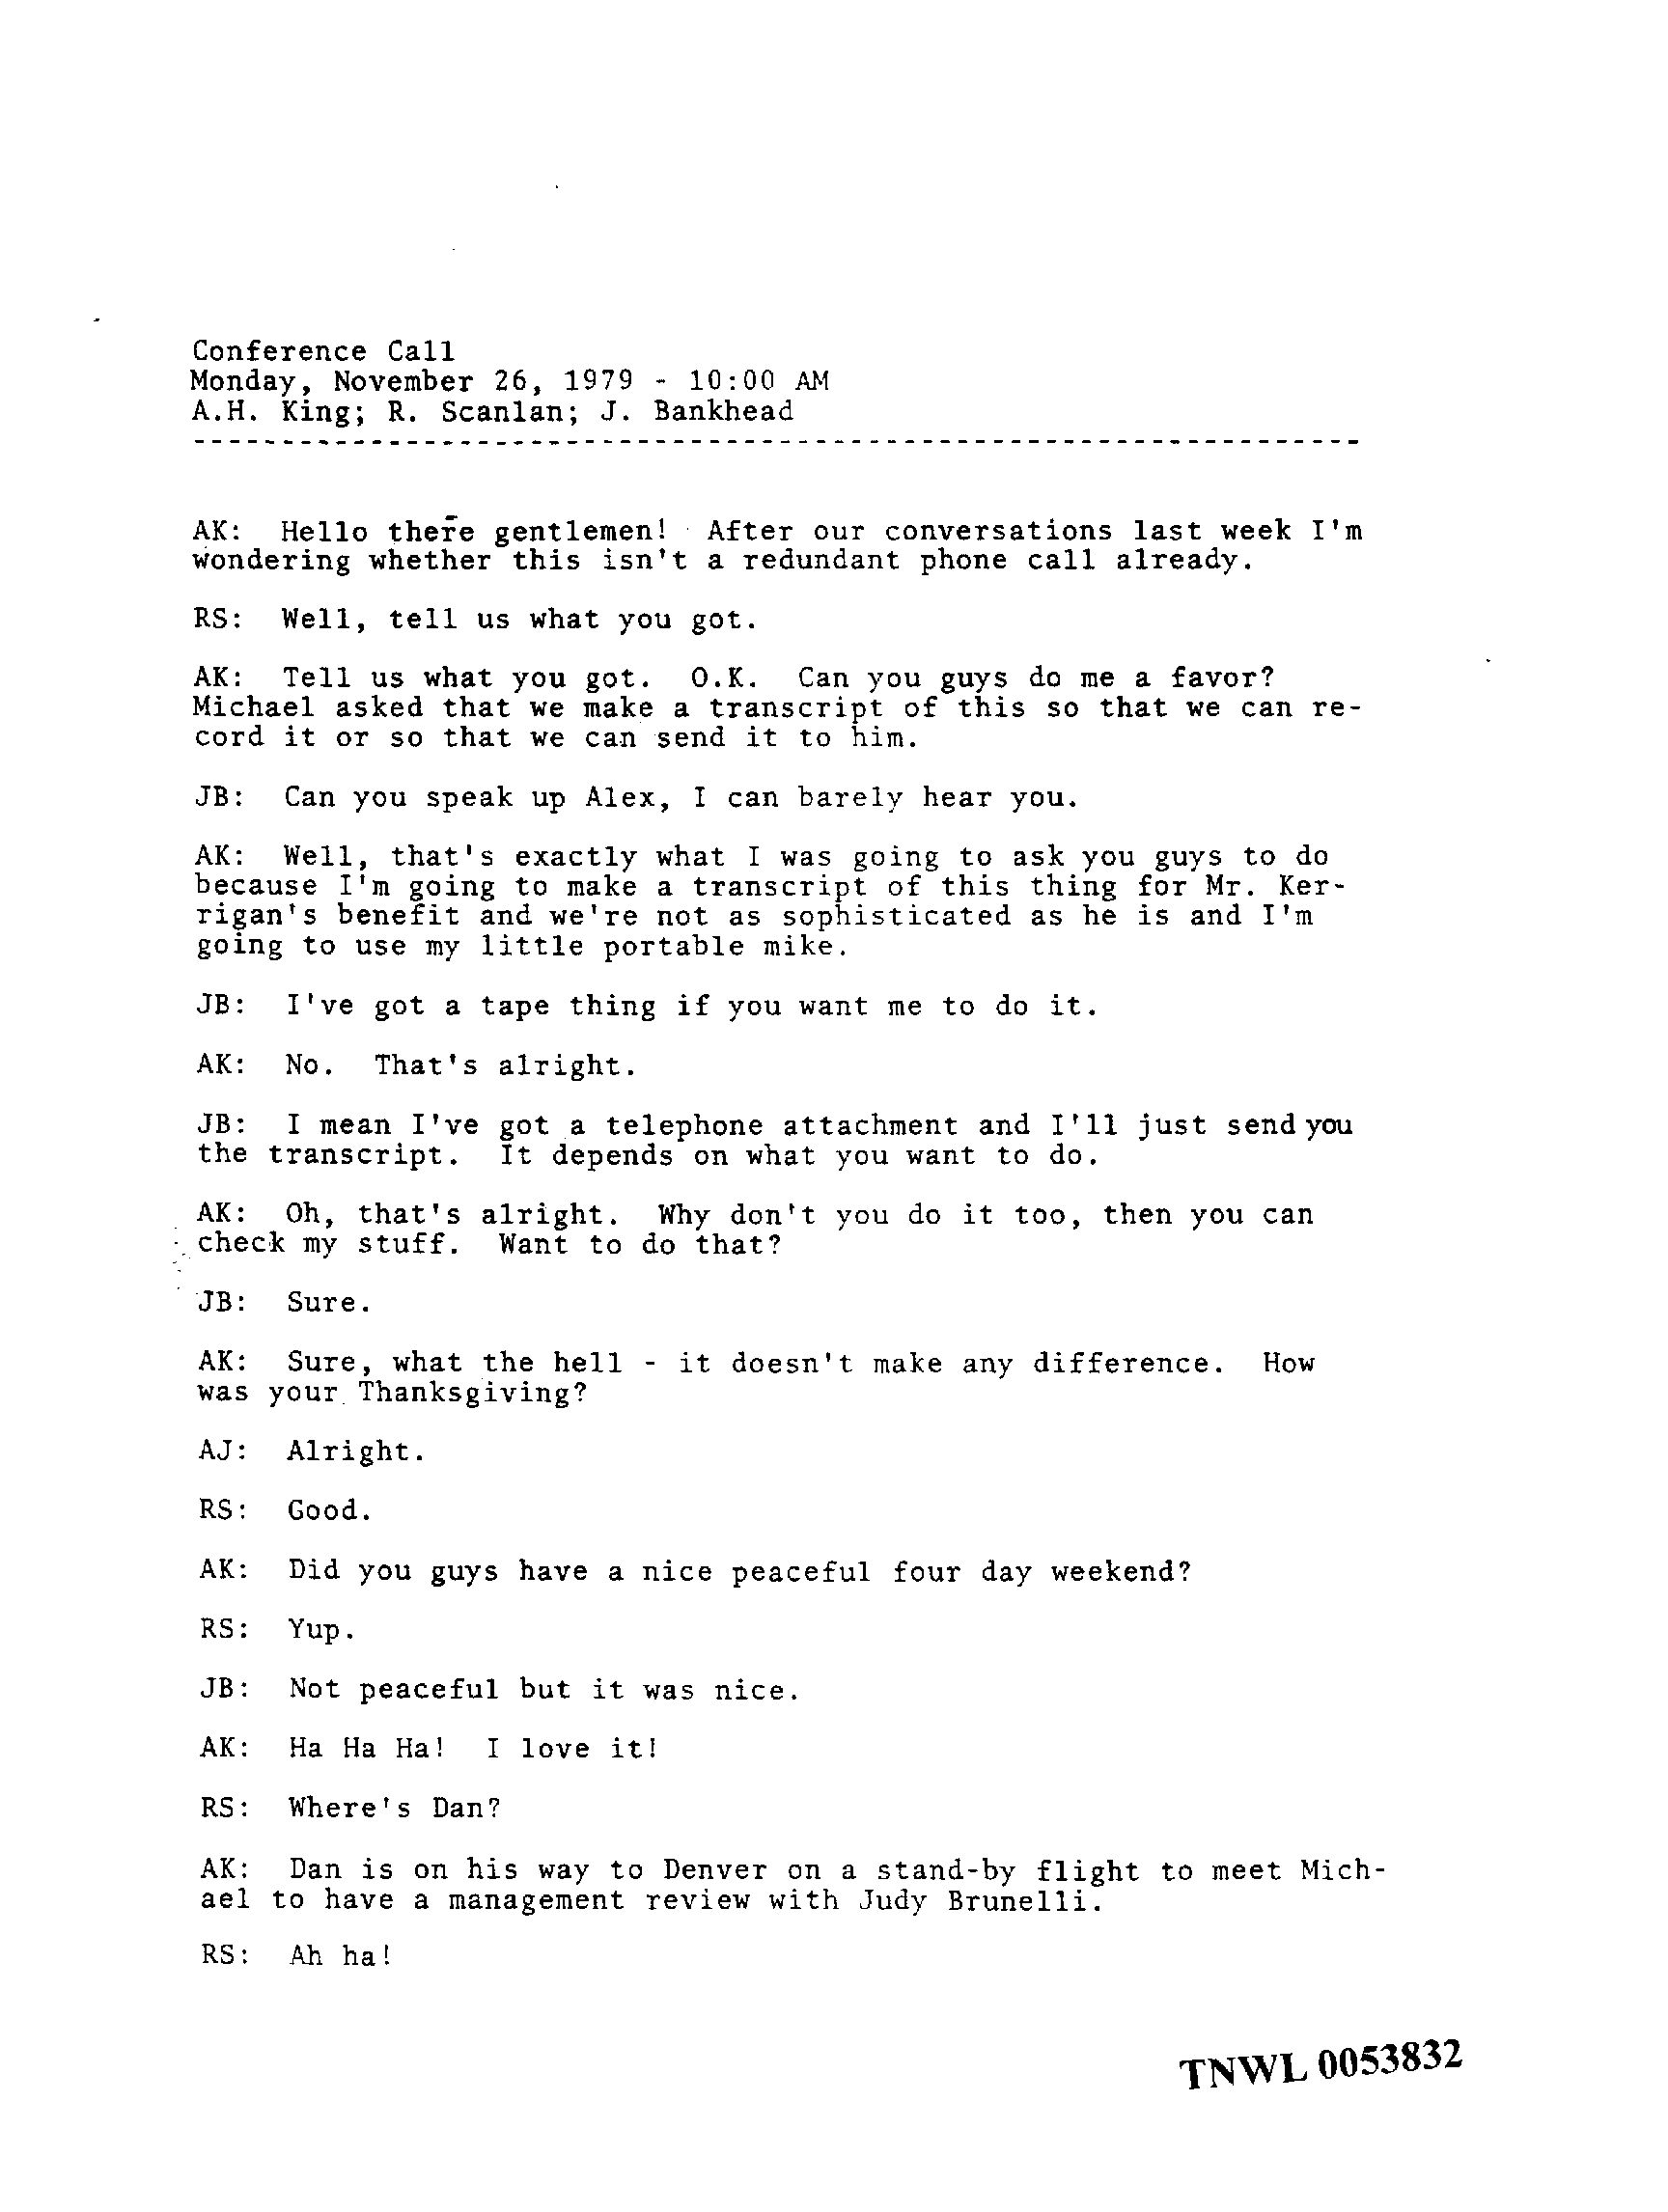 Conference Call
Monday, November 26, 1979 - 10:00 AM
A.H. King; R. Scanlan; J. Bankhead
------------------------------------------------------------------
AK:  Hello there gentlemen!  After our conversations last week I'm
wondering whether this isn't a redundant phone call already.
RS:  Well, tell us what you got.
AK:  Tell us what you got.  O.K.  Can you guys do me a favor?
Michael asked that we make a transcript of this so that we can re-
cord it or so that we can send it to him.
JB:  Can you speak up Alex, I can barely hear you.
AK:  Well, that's exactly what I was going to ask you guys to do
because I'm going to make a transcript of this thing for Mr. Ker-
rigan's benefit and we're not as sophisticated as he is and I'm
going to use my little portable mike.
JB:  I've got a tape thing if you want me to do it.
AK:  No.  That's alright.
JB:  I mean I've got a telephone attachment and I'll just send you
the transcript.  It depends on what you want to do.
AK:  Oh, that's alright.  Why don't you do it too, then you can
check my stuff.  Want to do that?
JB:  Sure.
AK:  Sure, what the hell - it doesn't make any difference.  How
was your Thanksgiving?
AJ:  Alright.
RS:  Good.
AK:  Did you guys have a nice peaceful four day weekend?
RS:  Yup.
JB:  Not peaceful but it was nice.
AK:  Ha Ha Ha!  I love it!
RS:  Where's Dan?
AK:  Dan is on his way to Denver on a stand-by flight to meet Mich-
ael to have a management review with Judy Brunelli.
RS:  Ah ha!
TNWL 0053832